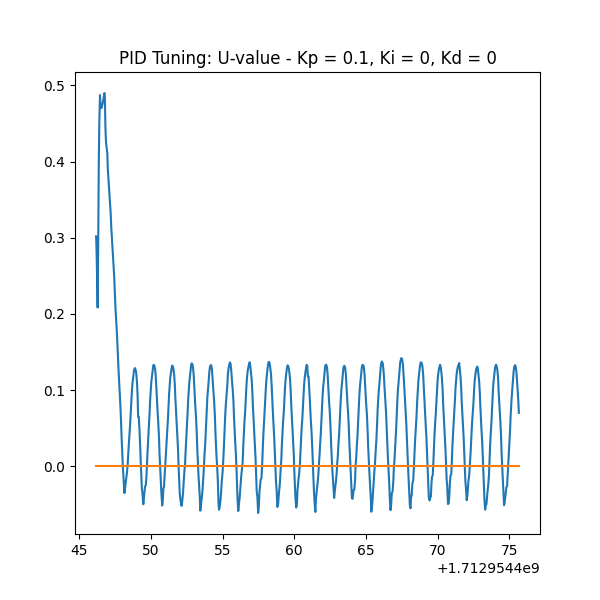 PID Tuning: U-value - Kp = 0.1, Ki = 0, Kd = 0
0.5
0.4
0.3
0.2
0.1
0.0
45 50 55 60 65 70 75
+1.7129544e9